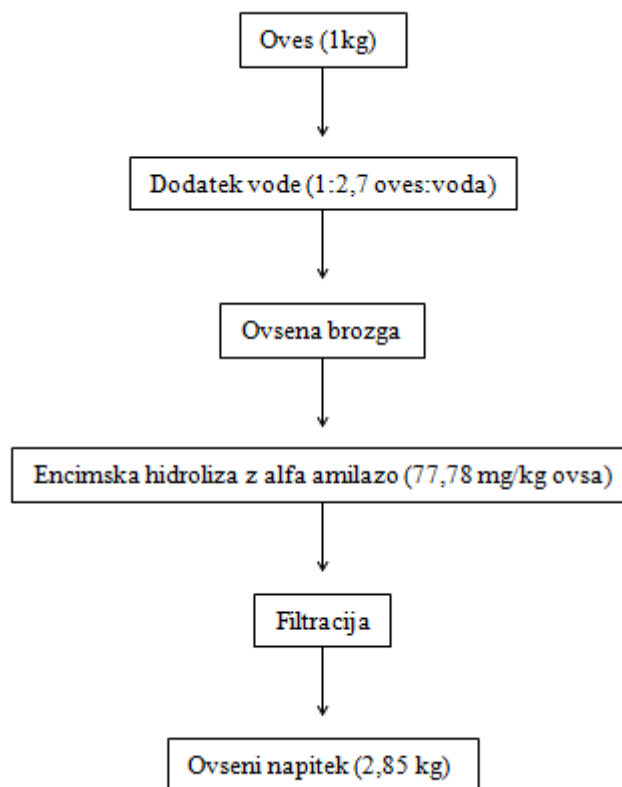 Oves (1kg)
Dodatek vode (1:2,7 oves:voda)
Ovsena brozga
Encimska hidroliza z alfa amilazo (77,78 mg/kg ovsa)
Filtracija
Ovseni napitek (2,85 kg)